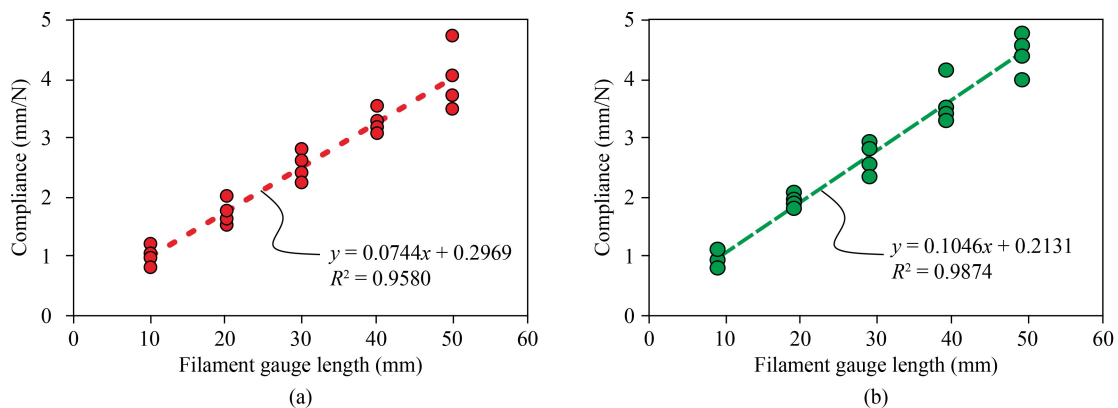 5
4
3
2
1
0
Compliance (mm/N)
y = 0.0744x + 0.2969
R² = 0.9580
0 10 20 30 40 50 60
Filament gauge length (mm)
(a)
5
4
3
2
1
0
Compliance (mm/N)
y = 0.1046x + 0.2131
R² = 0.9874
0 10 20 30 40 50 60
Filament gauge length (mm)
(b)